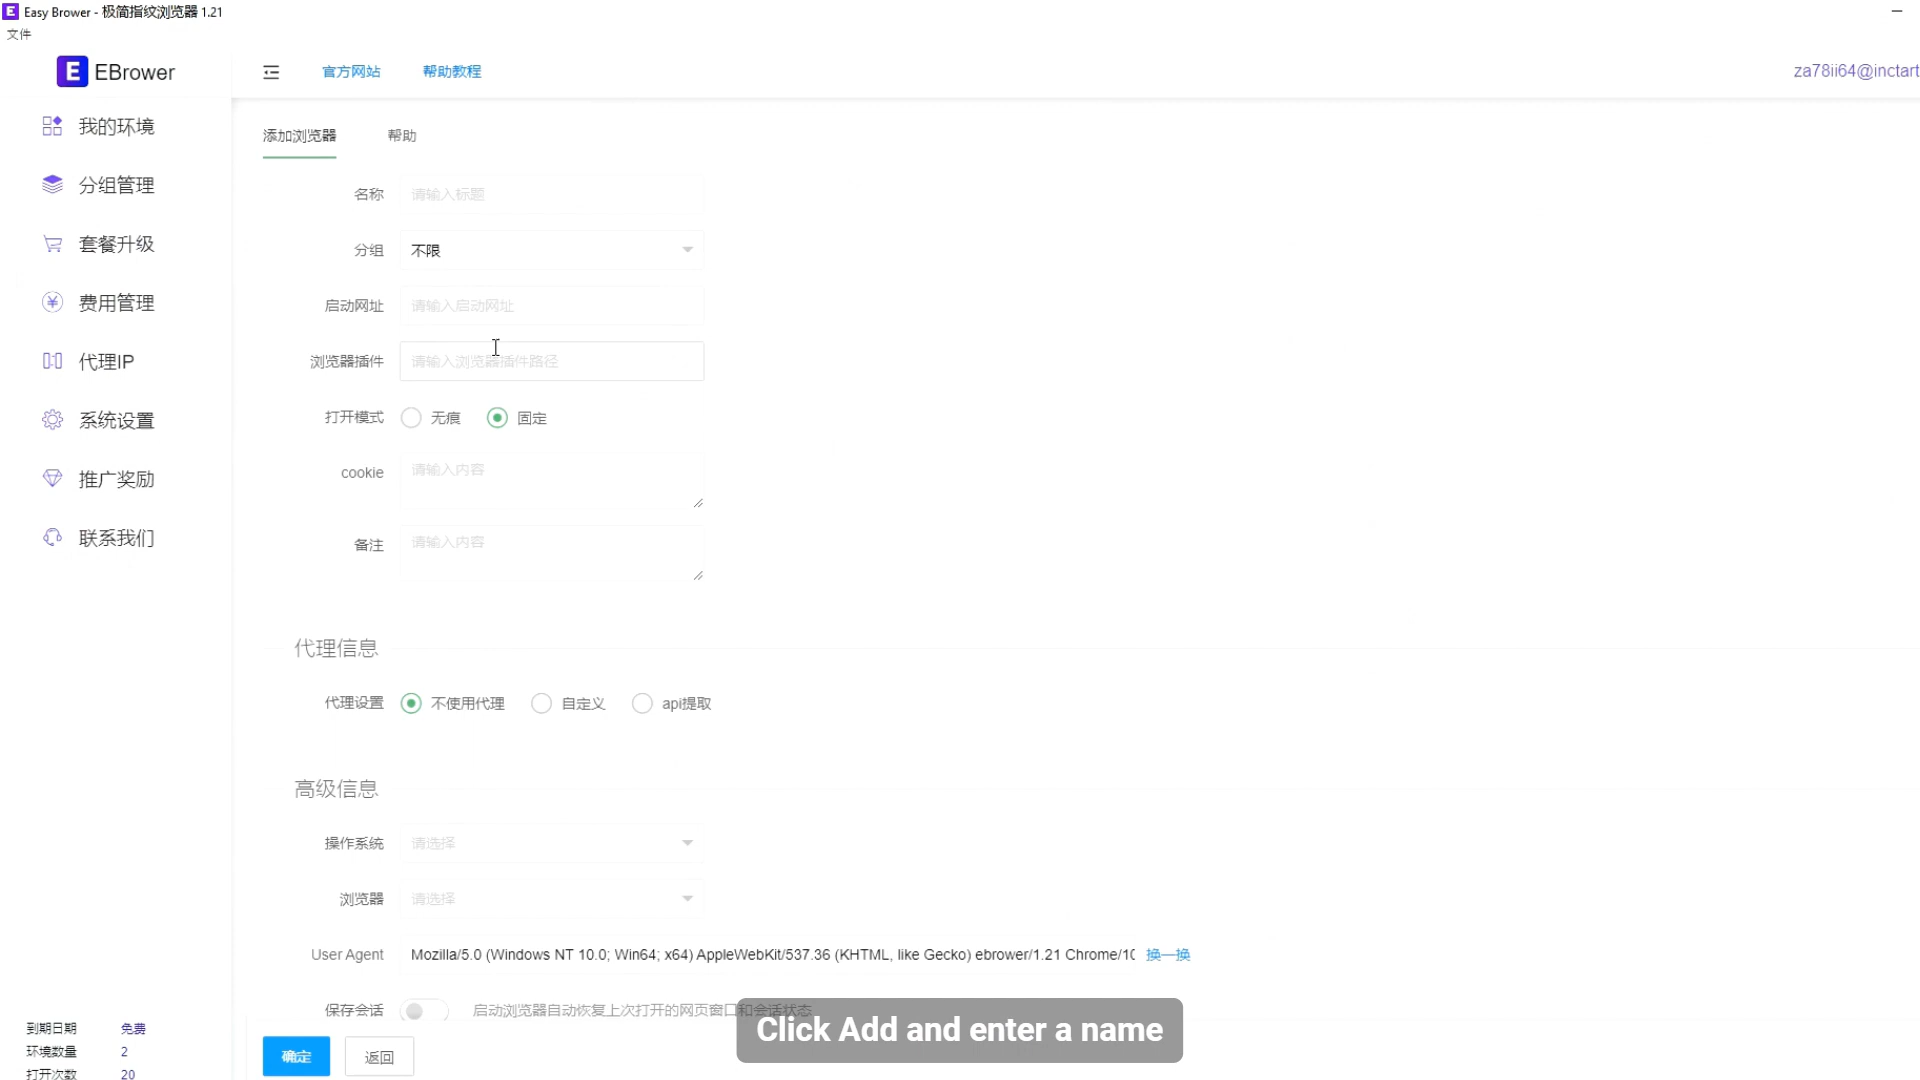 Easy Brower - 极简指纹浏览器 1.21
文件
EBrower
官方网站
帮助教程
za78ii64@inctart
我的环境
分组管理
套餐升级
费用管理
代理IP
系统设置
推广奖励
联系我们
添加浏览器
帮助
名称 请输入标题
分组 不限
启动网址 请输入启动网址
浏览器插件 请输入浏览器插件路径
打开模式 无痕 固定
cookie 请输入内容
备注 请输入内容
代理信息
代理设置 不使用代理 自定义 api提取
高级信息
操作系统 请选择
浏览器 请选择
User Agent Mozilla/5.0 (Windows NT 10.0; Win64; x64) AppleWebKit/537.36 (KHTML, like Gecko) ebrower/1.21 Chrome/10 换一换
保存会话 启动浏览器自动恢复上次打开的网页窗口和会话状态
Click Add and enter a name
确定 返回
到期日期 免费
环境数量 2
打开次数 20